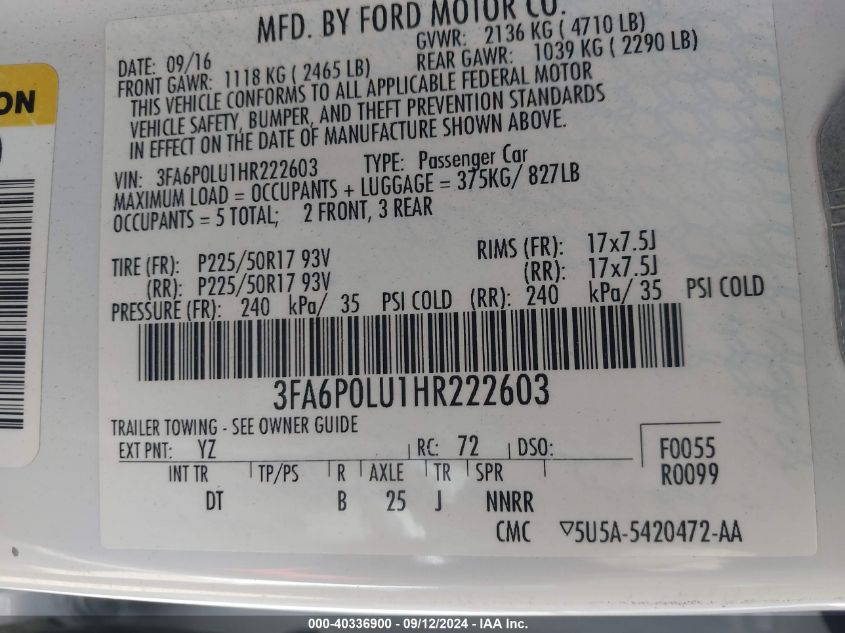 MFD. BY FORD MOTOR CO.
DATE: 09/16 GVWR: 2136 KG ( 4710 LB)
FRONT GAWR: 1118 KG ( 2465 LB) REAR GAWR: 1039 KG ( 2290 LB)
THIS VEHICLE CONFORMS TO ALL APPLICABLE FEDERAL MOTOR
VEHICLE SAFETY, BUMPER, AND THEFT PREVENTION STANDARDS
IN EFFECT ON THE DATE OF MANUFACTURE SHOWN ABOVE.
VIN: 3FA6P0LU1HR222603 TYPE: Passenger Car
MAXIMUM LOAD = OCCUPANTS + LUGGAGE = 375KG/ 827LB
OCCUPANTS = 5 TOTAL; 2 FRONT, 3 REAR
TIRE (FR): P225/50R17 93V RIMS (FR): 17x7.5J
(RR): P225/50R17 93V (RR): 17x7.5J
PRESSURE (FR): 240 kPa/ 35 PSI COLD (RR): 240 kPa/ 35 PSI COLD
3FA6P0LU1HR222603
TRAILER TOWING - SEE OWNER GUIDE
EXT PNT: YZ RC: 72 DSO: F0055
INT TR TP/PS R AXLE TR SPR R0099
DT B 25 J NNRR
CMC ▽5U5A-5420472-AA
000-40336900 - 09/12/2024 - IAA Inc.